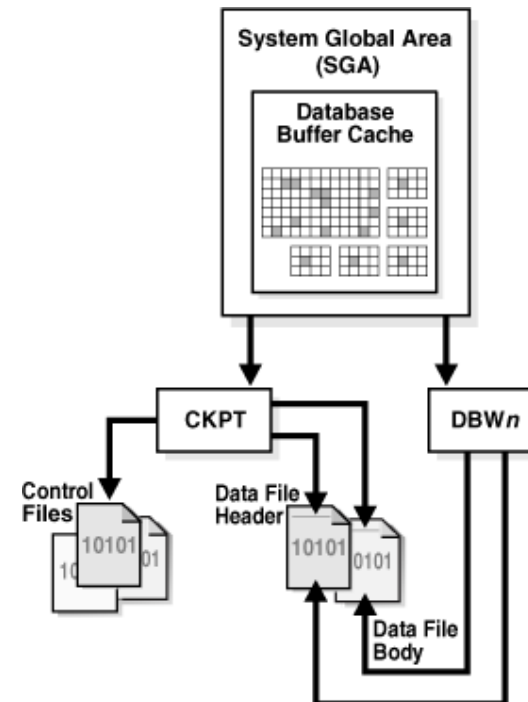 System Global Area
(SGA)
Database
Buffer Cache
CKPT
DBWn
Control
Files
Data File
Header
10101
10
01
10101
0101
Data File
Body